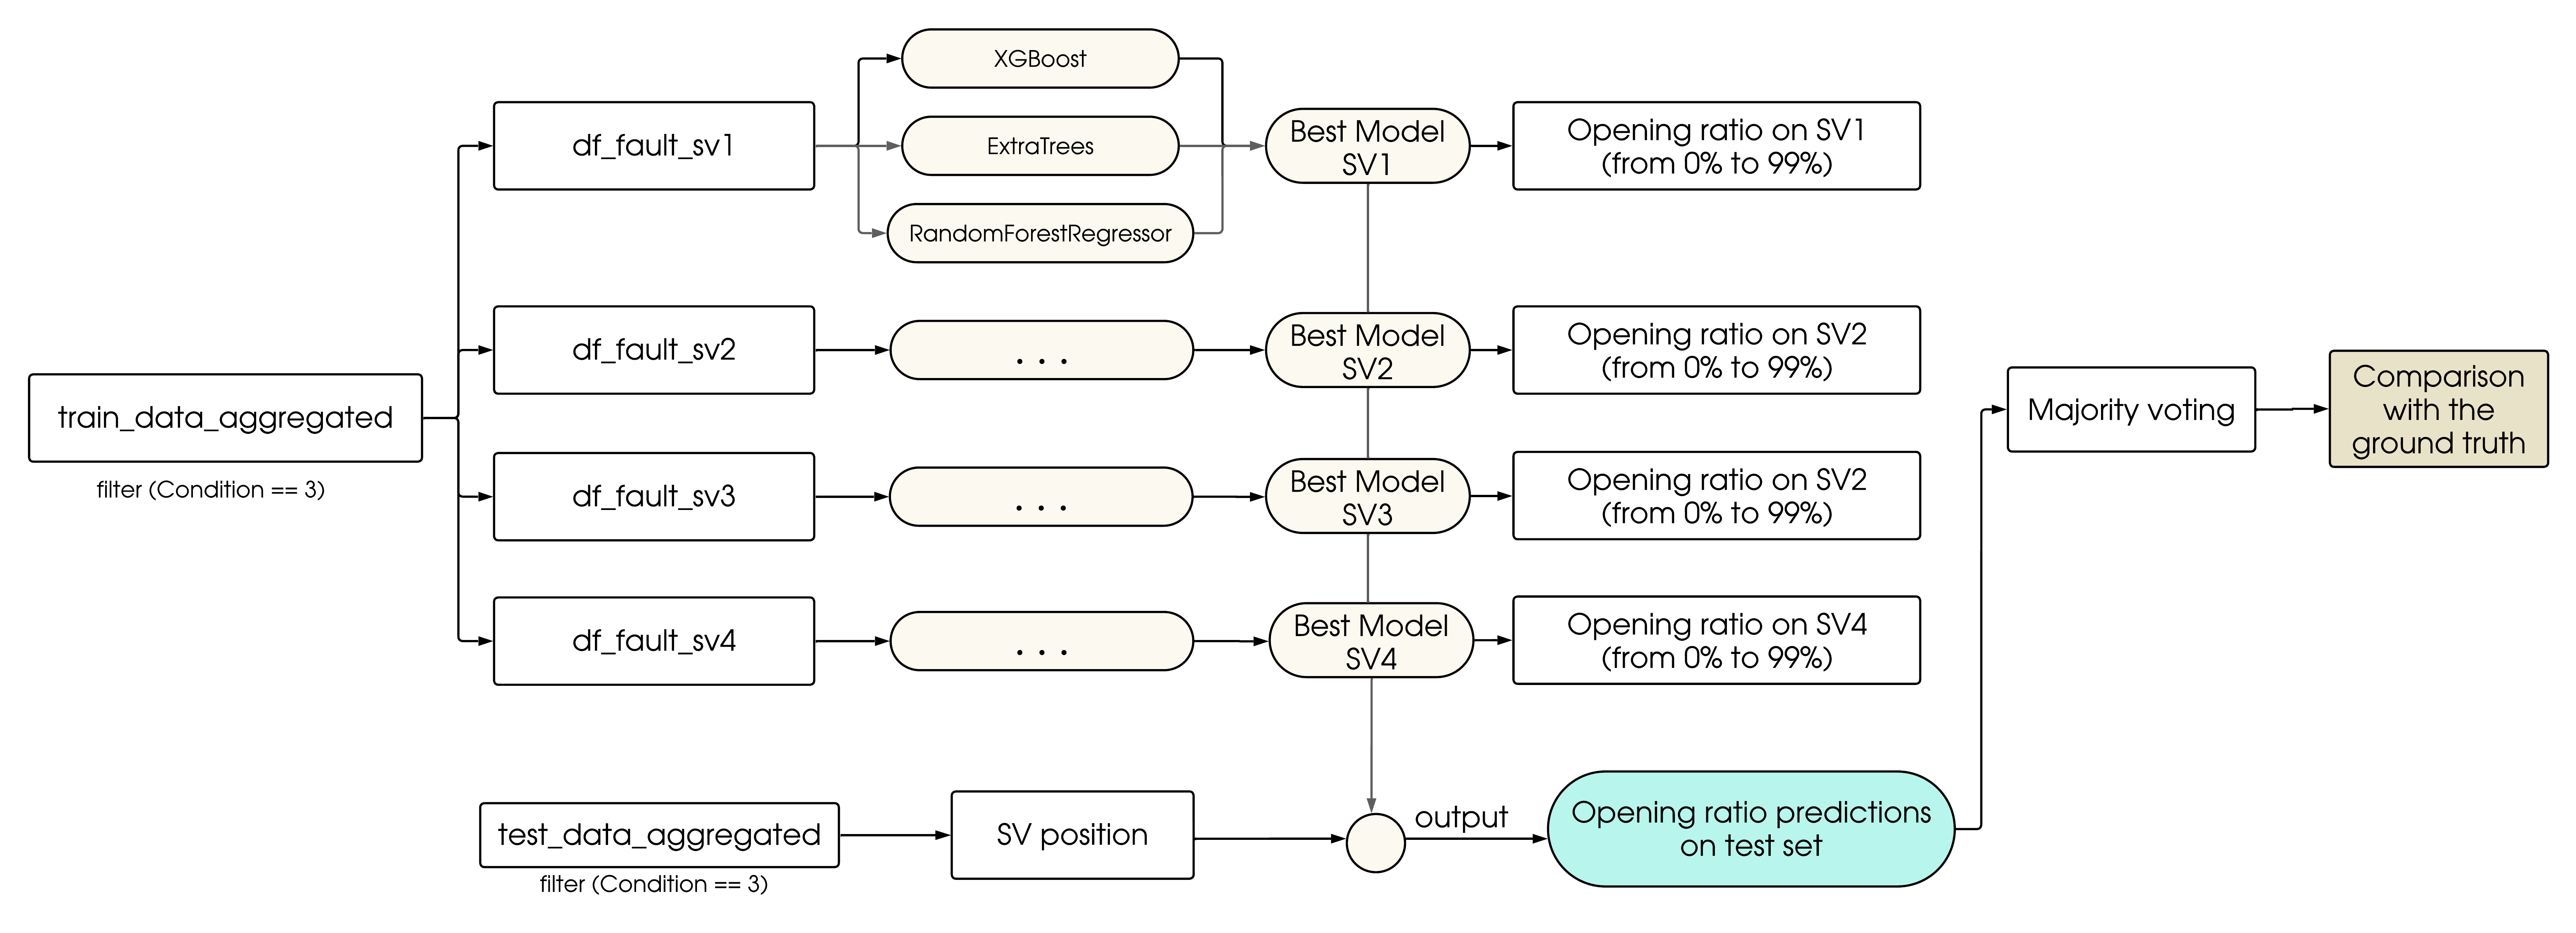 XGBoost
df_fault_sv1
ExtraTrees
Best Model
SV1
Opening ratio on SV1
(from 0% to 99%)
RandomForestRegressor
df_fault_sv2
. . .
Best Model
SV2
Opening ratio on SV2
(from 0% to 99%)
train_data_aggregated
filter (Condition == 3)
Majority voting
Comparison
with the
ground truth
df_fault_sv3
. . .
Best Model
SV3
Opening ratio on SV2
(from 0% to 99%)
df_fault_sv4
. . .
Best Model
SV4
Opening ratio on SV4
(from 0% to 99%)
test_data_aggregated
filter (Condition == 3)
SV position
output
Opening ratio predictions
on test set